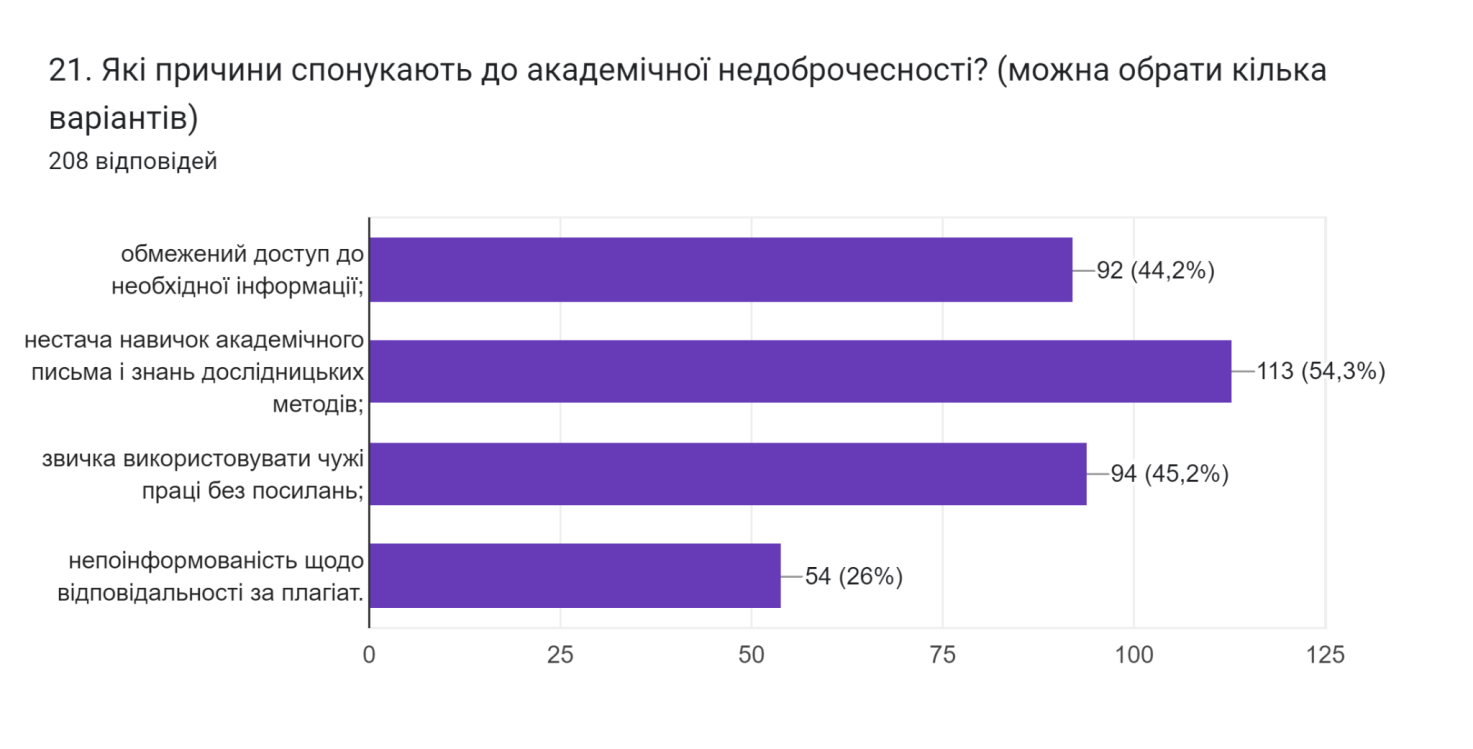 21. Які причини спонукають до академічної недоброчесності? (можна обрати кілька
варіантів)
208 відповідей
обмежений доступ до
необхідної інформації;
92 (44,2%)
нестача навичок академічного
письма і знань дослідницьких
методів;
113 (54,3%)
звичка використовувати чужі
праці без посилань;
94 (45,2%)
непоінформованість щодо
відповідальності за плагіат.
54 (26%)
0 25 50 75 100 125